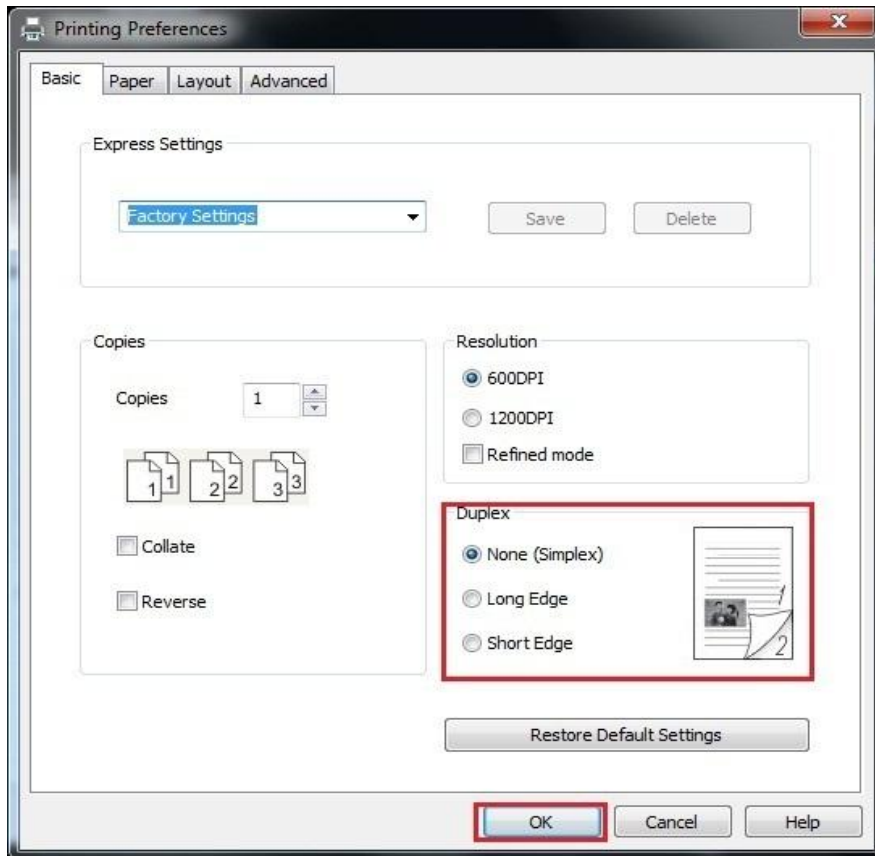 Printing Preferences
Basic Paper Layout Advanced
Express Settings
Factory Settings Save Delete
Copies
Copies 1
1 1 2 2 3 3
Collate
Reverse
Resolution
600DPI
1200DPI
Refined mode
Duplex
None (Simplex)
Long Edge
Short Edge
1
2
Restore Default Settings
OK Cancel Help